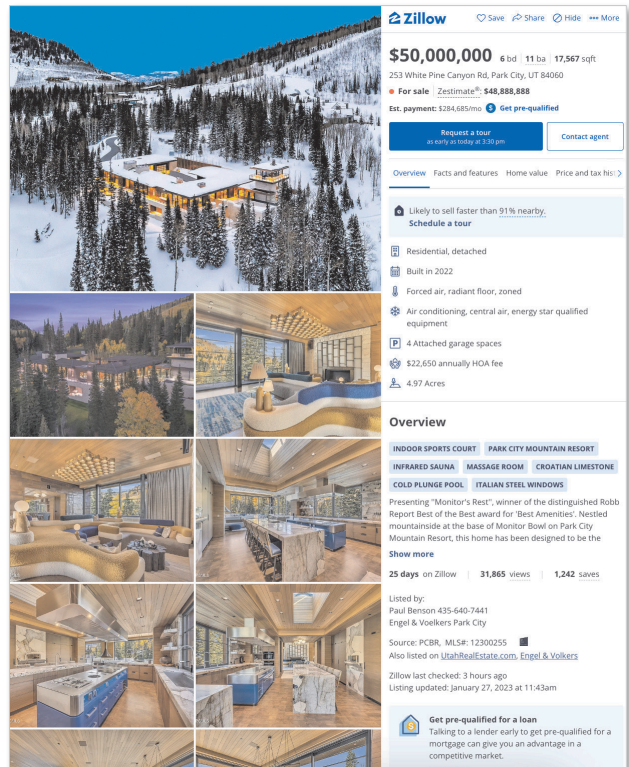 Zillow
Save Share Hide More
$50,000,000 6 bd 11 ba 17,567 sqft
253 White Pine Canyon Rd, Park City, UT 84060
For sale Zestimate®: $48,888,888
Est. payment: $284,685/mo $ Get pre-qualified
Request a tour
as early as today at 3:30 pm
Contact agent
Overview Facts and features Home value Price and tax his
Likely to sell faster than 91% nearby.
Schedule a tour
Residential, detached
Built in 2022
Forced air, radiant floor, zoned
Air conditioning, central air, energy star qualified
equipment
P 4 Attached garage spaces
$22,650 annually HOA fee
4.97 Acres
Overview
INDOOR SPORTS COURT PARK CITY MOUNTAIN RESORT
INFRARED SAUNA MASSAGE ROOM CROATIAN LIMESTONE
COLD PLUNGE POOL ITALIAN STEEL WINDOWS
Presenting "Monitor's Rest", winner of the distinguished Robb
Report Best of the Best award for 'Best Amenities'. Nestled
mountainside at the base of Monitor Bowl on Park City
Mountain Resort, this home has been designed to be the
Show more
25 days on Zillow 31,865 views 1,242 saves
Listed by:
Paul Benson 435-640-7441
Engel & Voelkers Park City
Source: PCBR, MLS#: 12300255
Also listed on UtahRealEstate.com, Engel & Volkers
Zillow last checked: 3 hours ago
Listing updated: January 27, 2023 at 11:43am
Get pre-qualified for a loan
Talking to a lender early to get pre-qualified for a
mortgage can give you an advantage in a
competitive market.